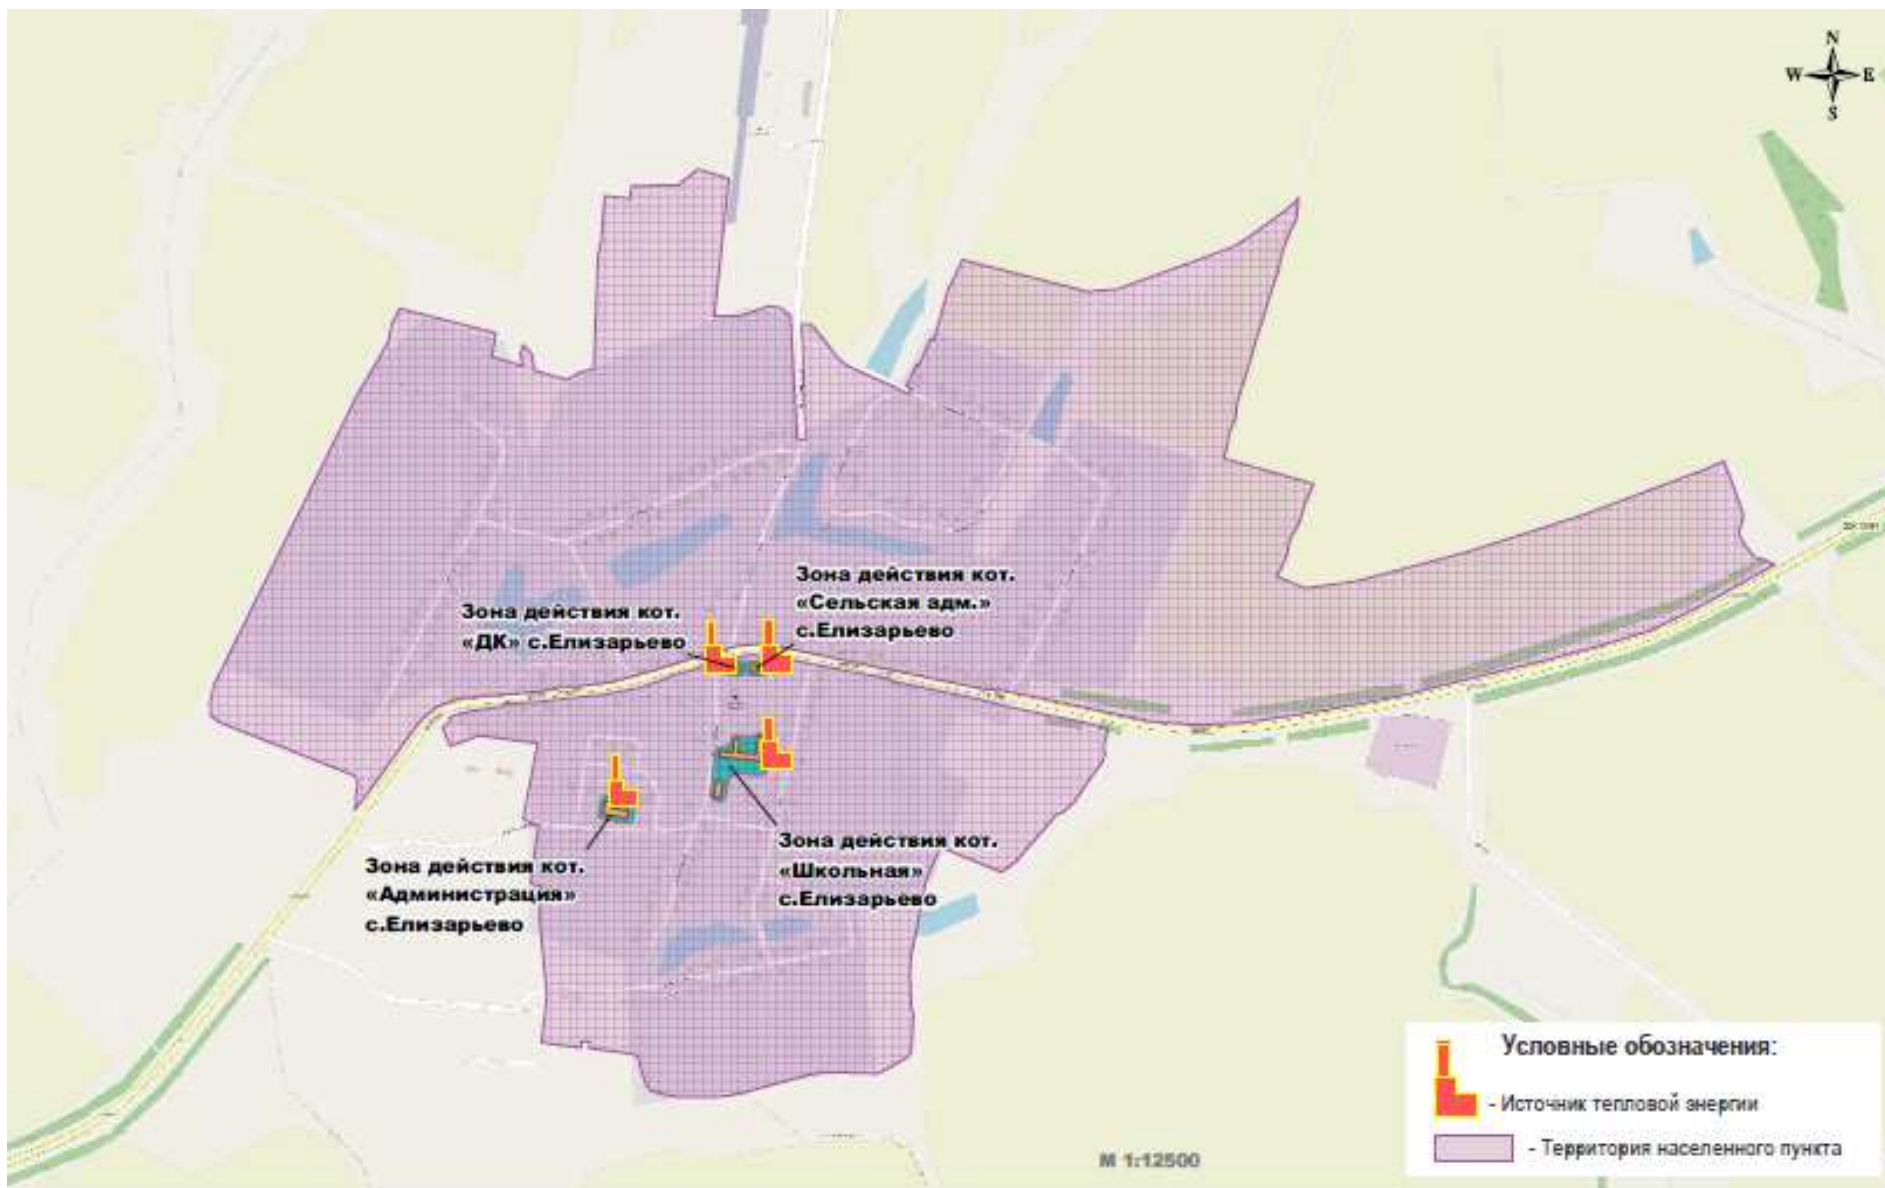 N
W E
S
Зона действия кот.
«Сельская адм.»
с.Елизарьево
Зона действия кот.
«ДК» с.Елизарьево
Зона действия кот.
«Школьная»
с.Елизарьево
Зона действия кот.
«Администрация»
с.Елизарьево
Условные обозначения:
- Источник тепловой энергии
- Территория населенного пункта
М 1:12500